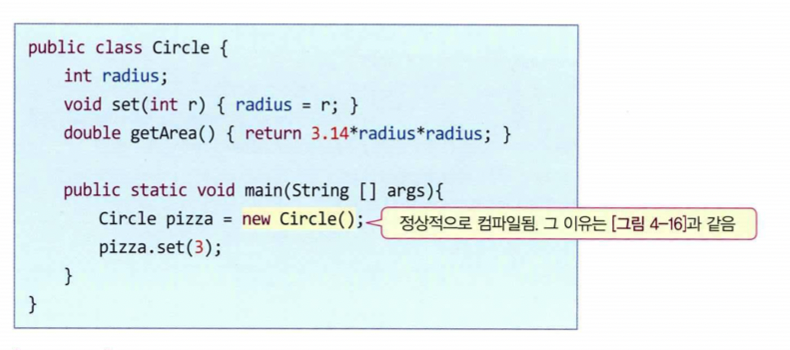 public class Circle {
int radius;
void set(int r) { radius = r; }
double getArea() { return 3.14*radius*radius; }
public static void main(String [] args){
Circle pizza = new Circle(); 정상적으로 컴파일됨. 그 이유는 [그림 4-16]과 같음
pizza.set(3);
}
}